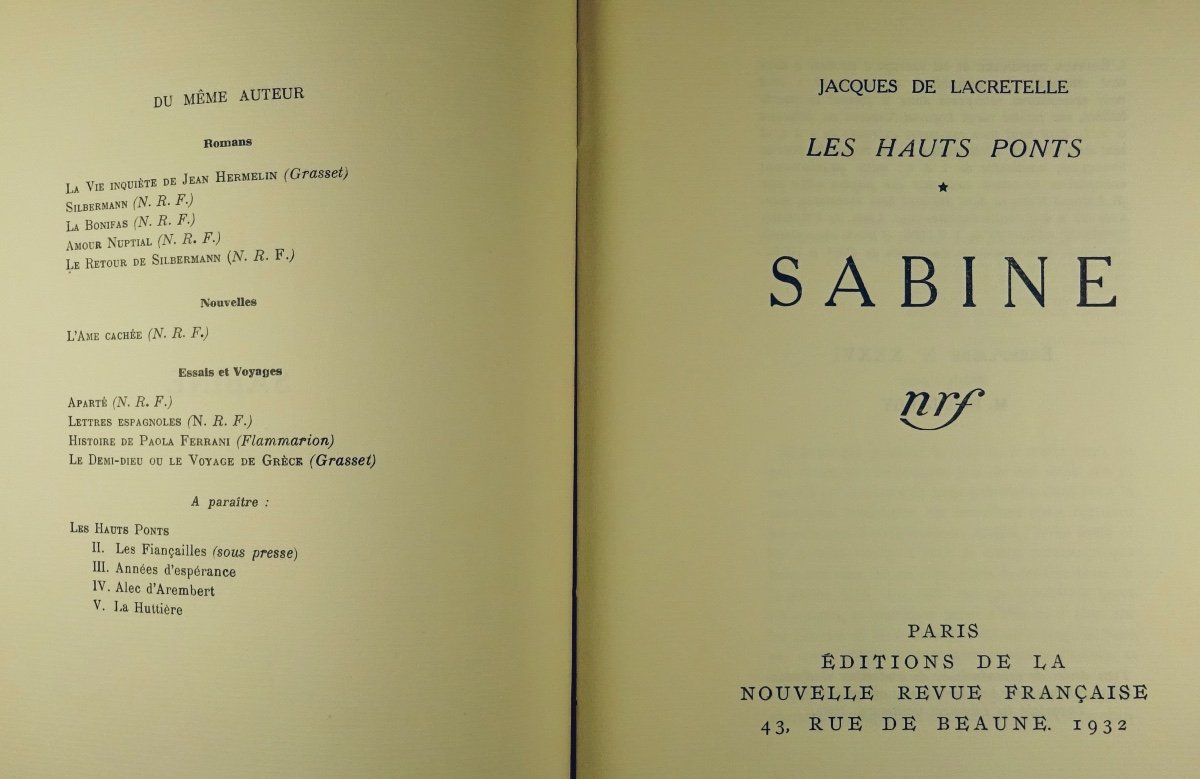 DU MÊME AUTEUR
Romans
LA VIE INQUIÈTE DE JEAN HERMELIN (Grasset)
SILBERMANN (N. R. F.)
LA BONIFAS (N. R. F.)
AMOUR NUPTIAL (N. R. F.)
LE RETOUR DE SILBERMANN (N. R. F.)
Nouvelles
L'AME CACHÉE (N. R. F.)
Essais et Voyages
APARTÉ (N. R. F.)
LETTRES ESPAGNOLES (N. R. F.)
HISTOIRE DE PAOLA FERRANI (Flammarion)
LE DEMI-DIEU OU LE VOYAGE DE GRÈCE (Grasset)
A paraître :
LES HAUTS PONTS
II. Les Fiançailles (sous presse)
III. Années d'espérance
IV. Alec d'Arembert
V. La Huttière
JACQUES DE LACRETELLE
LES HAUTS PONTS
★
SABINE
nrf
PARIS
ÉDITIONS DE LA
NOUVELLE REVUE FRANÇAISE
43, RUE DE BEAUNE. 1932